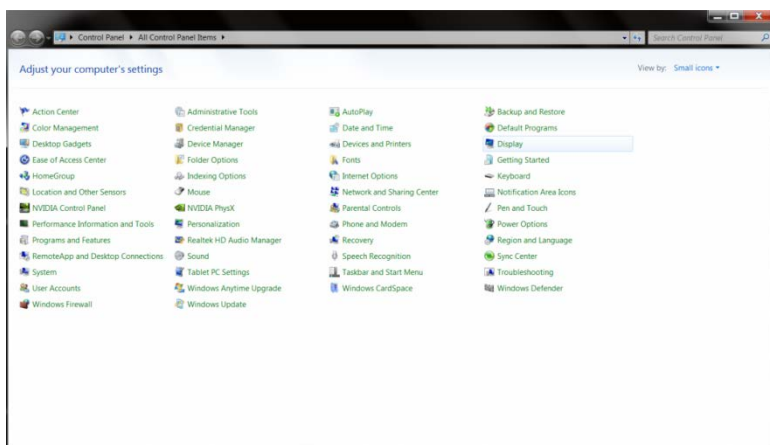 Control Panel All Control Panel Items
Search Control Panel
Adjust your computer's settings
View by: Small icons
Action Center Administrative Tools AutoPlay Backup and Restore
Color Management Credential Manager Date and Time Default Programs
Desktop Gadgets Device Manager Devices and Printers Display
Ease of Access Center Folder Options Fonts Getting Started
HomeGroup Indexing Options Internet Options Keyboard
Location and Other Sensors Mouse Network and Sharing Center Notification Area Icons
NVIDIA Control Panel NVIDIA PhysX Parental Controls Pen and Touch
Performance Information and Tools Personalization Phone and Modem Power Options
Programs and Features Realtek HD Audio Manager Recovery Region and Language
RemoteApp and Desktop Connections Sound Speech Recognition Sync Center
System Tablet PC Settings Taskbar and Start Menu Troubleshooting
User Accounts Windows Anytime Upgrade Windows CardSpace Windows Defender
Windows Firewall Windows Update